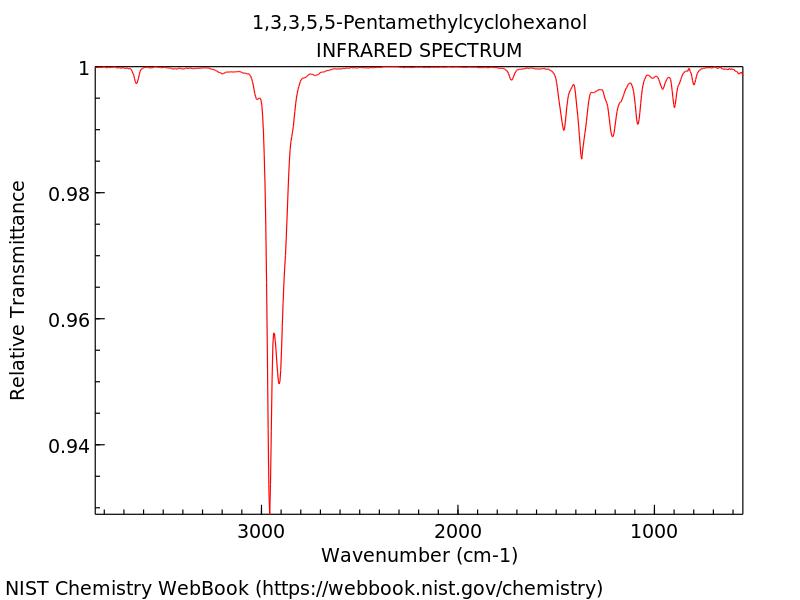 1,3,3,5,5-Pentamethylcyclohexanol
INFRARED SPECTRUM
1
0.98
0.96
0.94
Relative Transmittance
3000 2000 1000
Wavenumber (cm-1)
NIST Chemistry WebBook (https://webbook.nist.gov/chemistry)